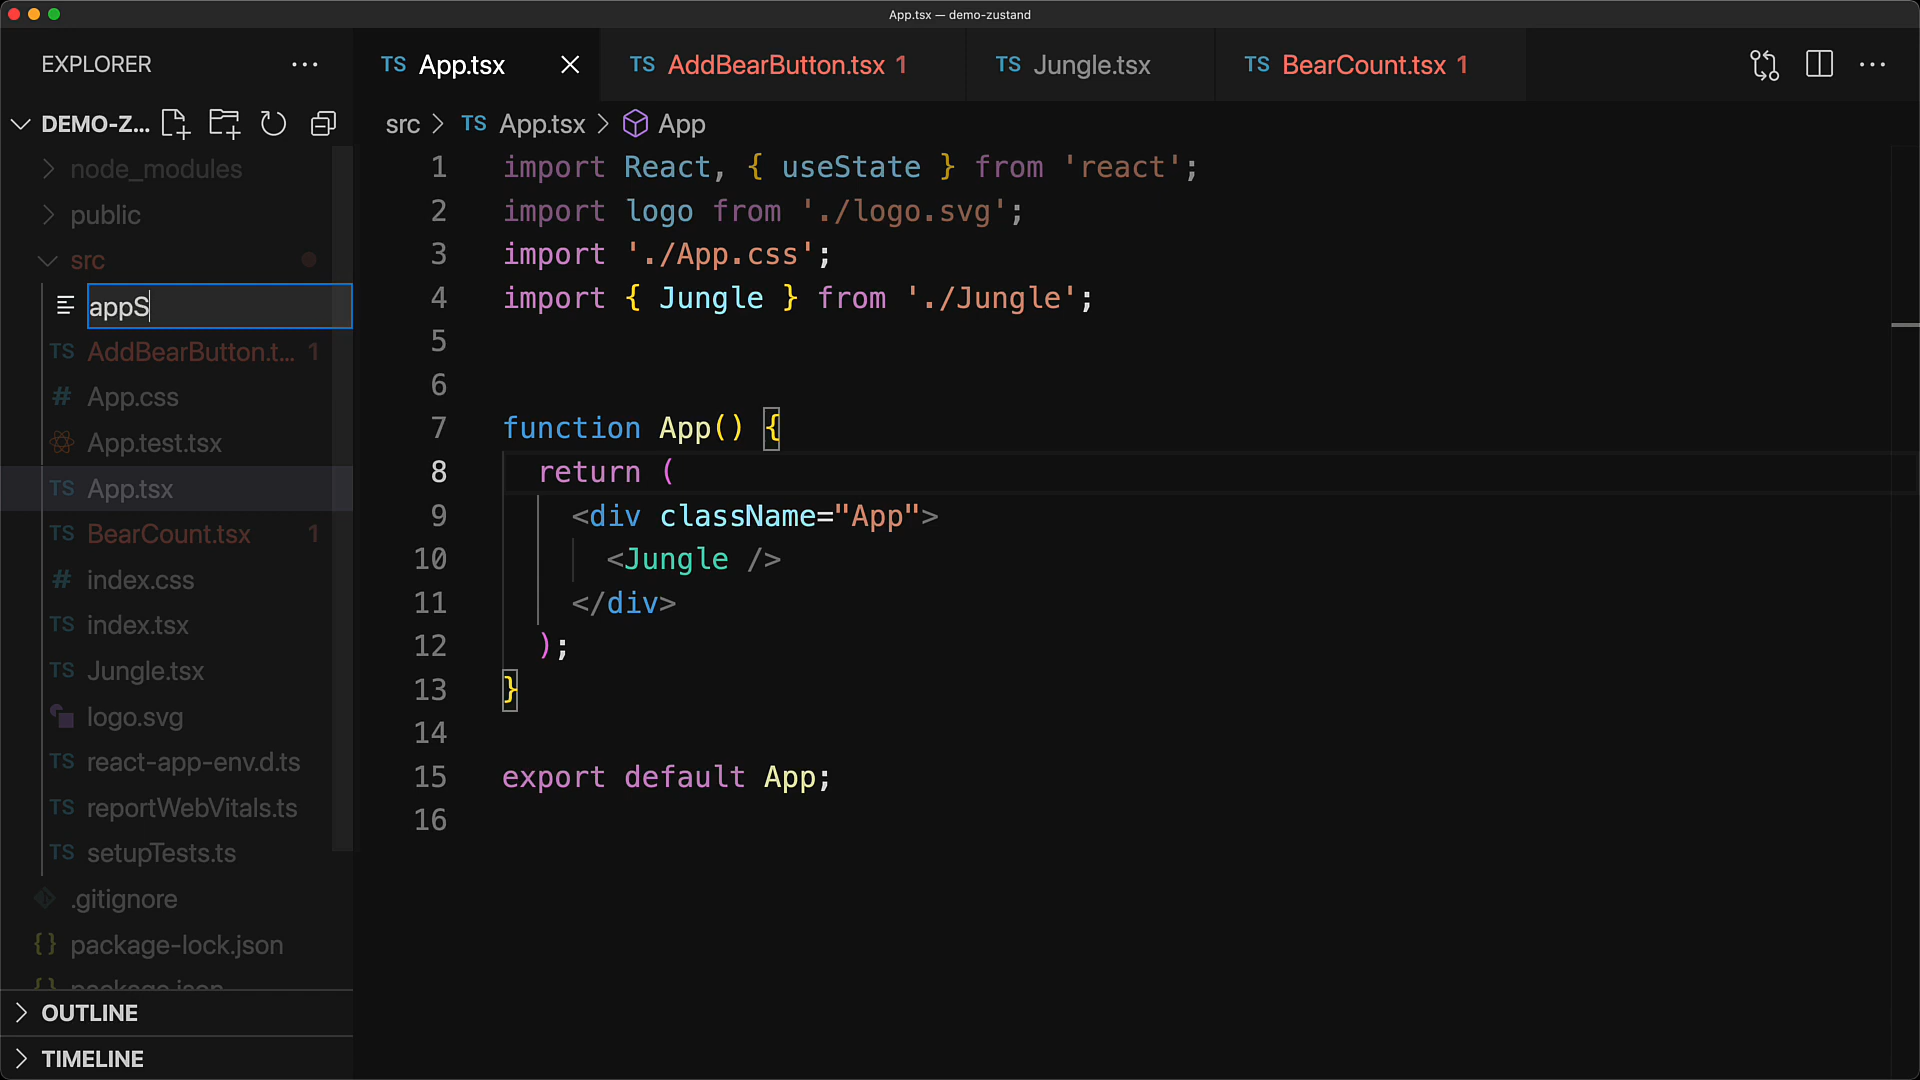 App.tsx — demo-zustand
EXPLORER
TS App.tsx
TS AddBearButton.tsx 1
TS Jungle.tsx
TS BearCount.tsx 1
DEMO-Z...
src > TS App.tsx > App
node_modules
public
src
appS
TS AddBearButton.t... 1
# App.css
App.test.tsx
TS App.tsx
TS BearCount.tsx 1
# index.css
TS index.tsx
TS Jungle.tsx
logo.svg
TS react-app-env.d.ts
TS reportWebVitals.ts
TS setupTests.ts
.gitignore
{} package-lock.json
{} package.json
OUTLINE
TIMELINE
1 import React, { useState } from 'react';
2 import logo from './logo.svg';
3 import './App.css';
4 import { Jungle } from './Jungle';
5
6
7 function App() {
8 return (
9 <div className="App">
10 <Jungle />
11 </div>
12 );
13 }
14
15 export default App;
16